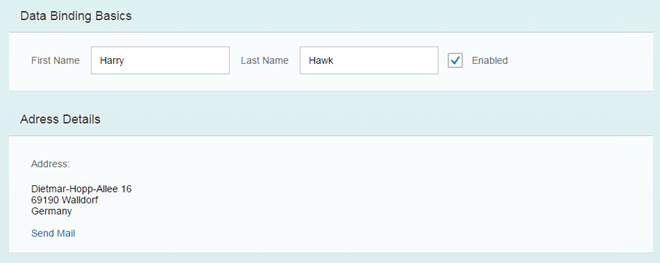 Data Binding Basics
First Name Harry Last Name Hawk Enabled
Adress Details
Address:
Dietmar-Hopp-Allee 16
69190 Walldorf
Germany
Send Mail